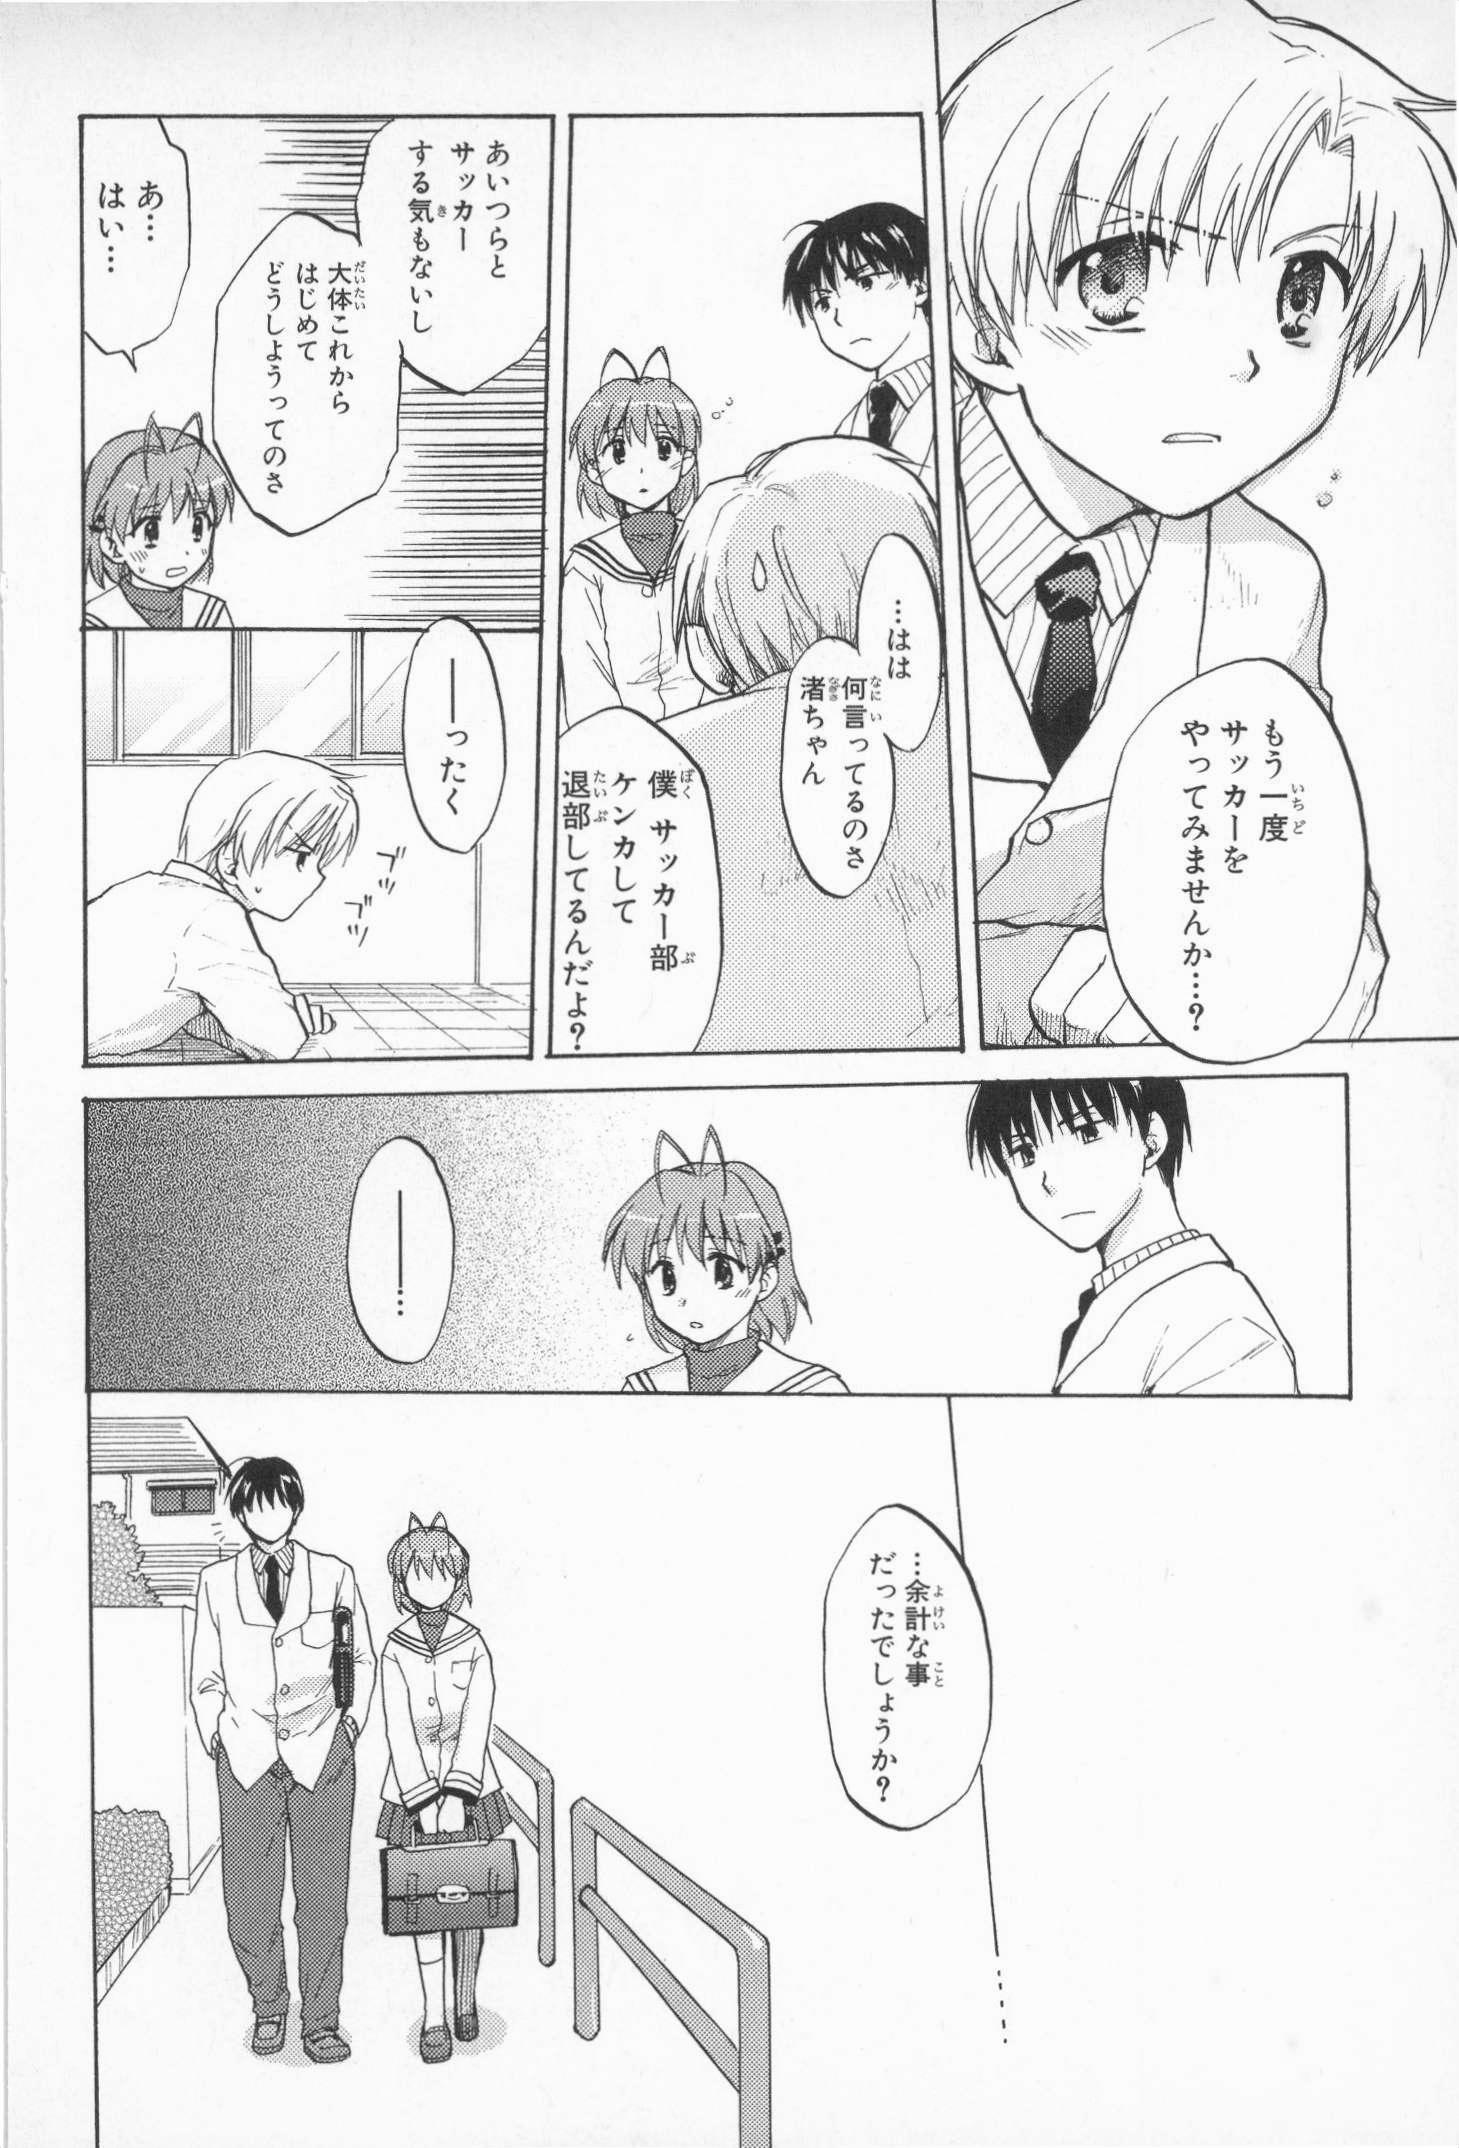 もう一度
サッカーを
やってみませんか…?
…はは
何言ってるのさ
渚ちゃん
僕 サッカー部
ケンカして
退部してるんだよ?
あいつらと
サッカー
する気もないし
大体これから
はじめて
どうしようってのさ
あ…
はい…
──ったく
ブツ
ブツ
───…
…余計な事
だったでしょうか?